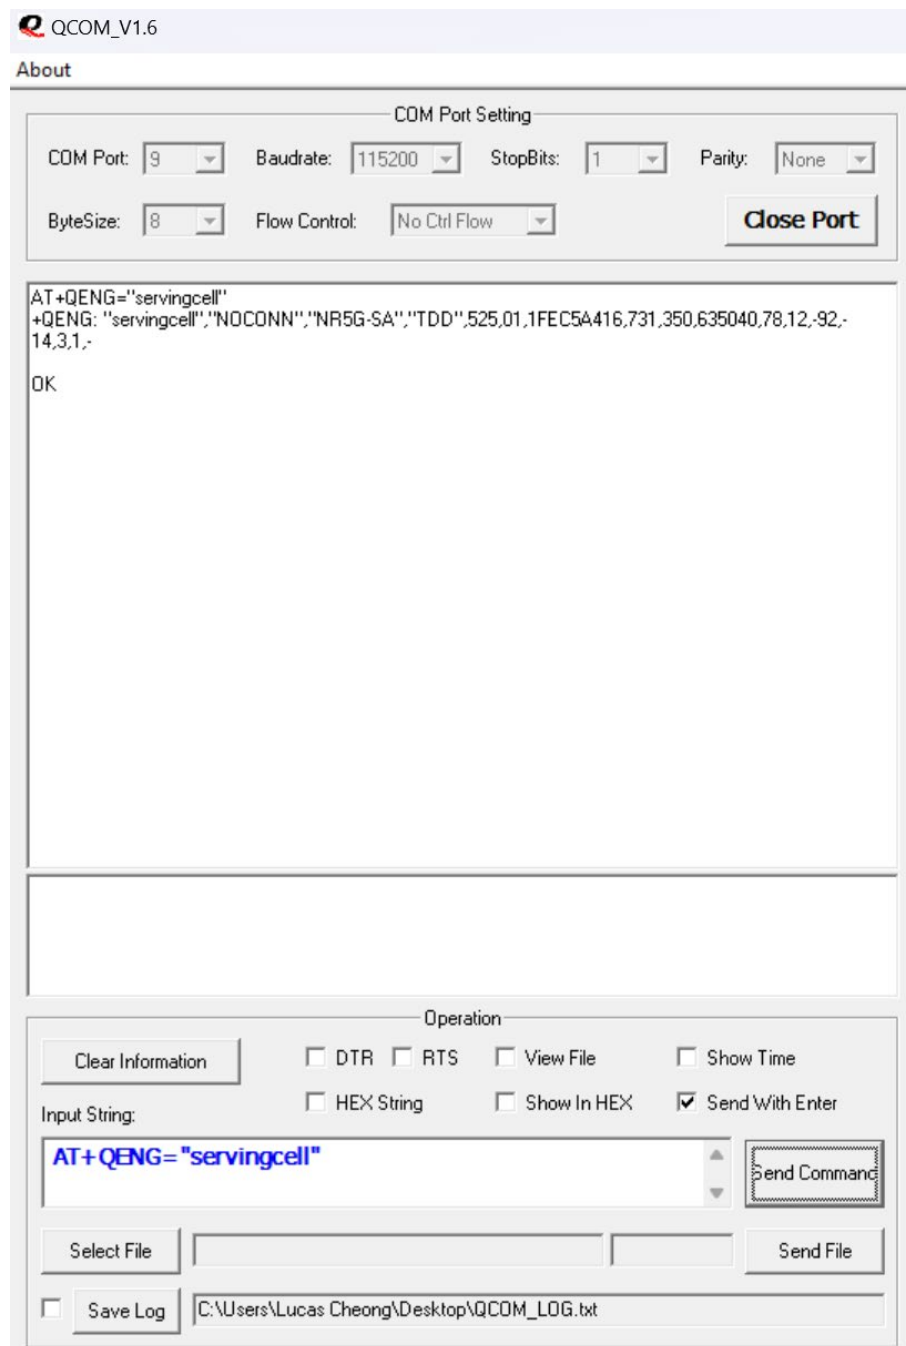 QCOM_V1.6
About
COM Port Setting
COM Port: 9 Baudrate: 115200 StopBits: 1 Parity: None
ByteSize: 8 Flow Control: No Ctrl Flow Close Port
AT+QENG="servingcell"
+QENG: "servingcell","NOCONN","NR5G-SA","TDD",525,01,1FEC5A416,731,350,635040,78,12,-92,-
14,3,1,-
OK
Operation
Clear Information DTR RTS View File Show Time
HEX String Show In HEX Send With Enter
Input String:
AT+QENG="servingcell"
Send Command
Select File Send File
Save Log C:\Users\Lucas Cheong\Desktop\QCOM_LOG.txt